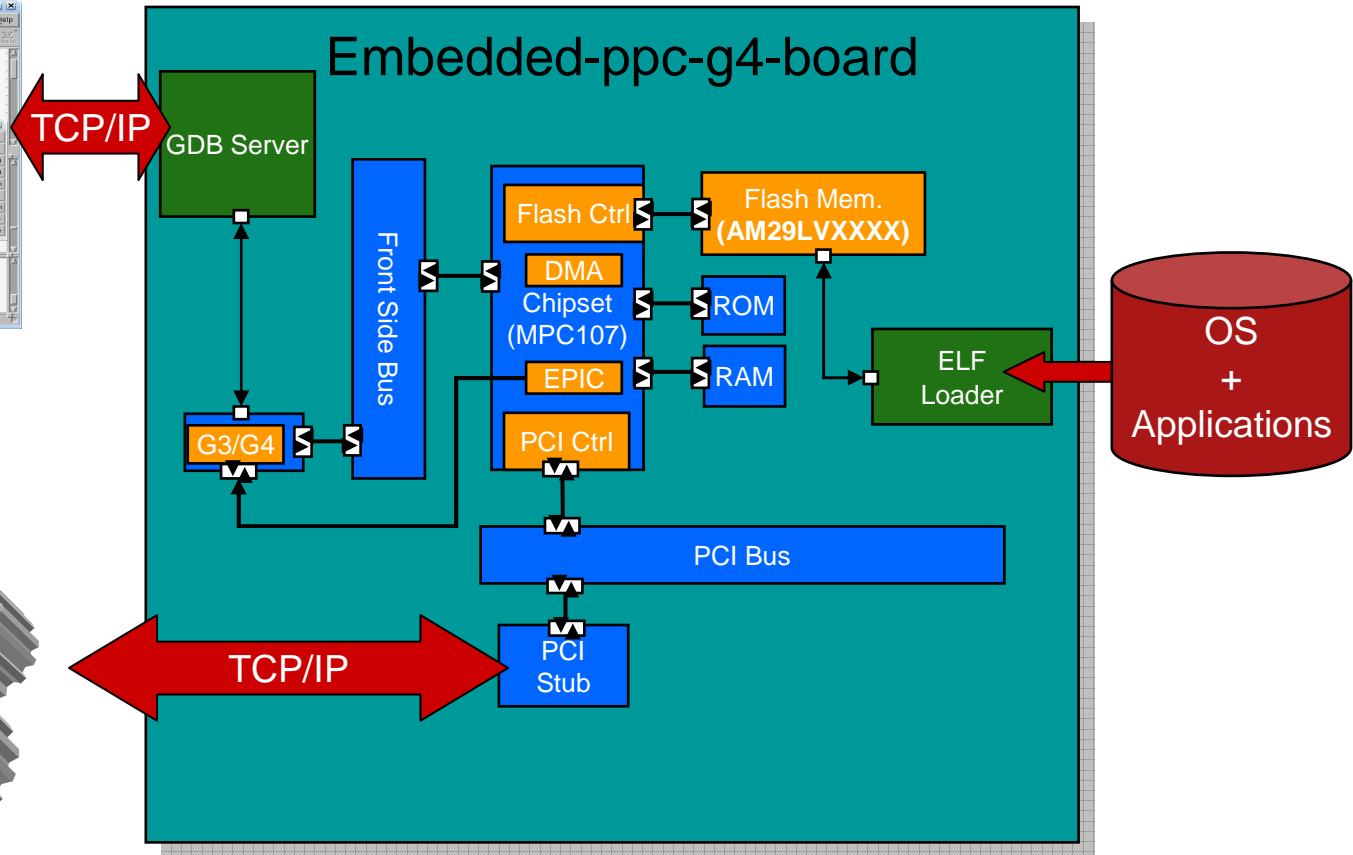 Help
Embedded-ppc-g4-board
TCP/IP
GDB Server
Front Side Bus
Flash Ctrl
DMA
Chipset
(MPC107)
EPIC
PCI Ctrl
Flash Mem.
(AM29LVXXXX)
ROM
RAM
ELF
Loader
OS
+
Applications
G3/G4
PCI Bus
TCP/IP
PCI
Stub